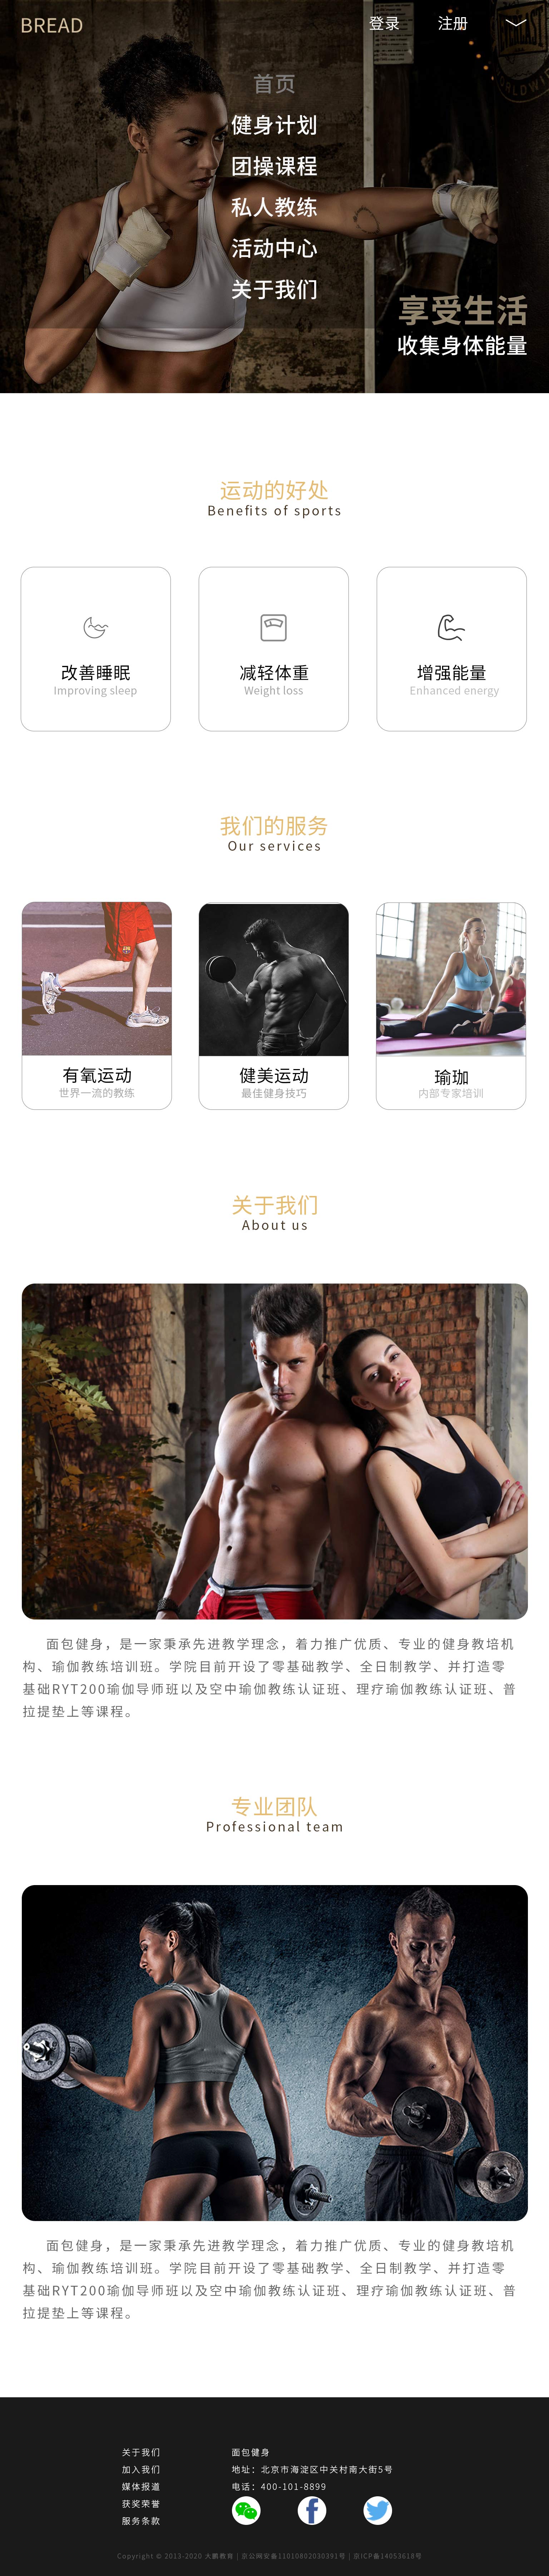 BREAD
登录
注册
首页
健身计划
团操课程
私人教练
活动中心
关于我们
享受生活
收集身体能量
运动的好处
Benefits of sports
改善睡眠
Improving sleep
减轻体重
Weight loss
增强能量
Enhanced energy
我们的服务
Our services
有氧运动
世界一流的教练
健美运动
最佳健身技巧
瑜珈
内部专家培训
关于我们
About us
面包健身，是一家秉承先进教学理念，着力推广优质、专业的健身教培机
构、瑜伽教练培训班。学院目前开设了零基础教学、全日制教学、并打造零
基础RYT200瑜伽导师班以及空中瑜伽教练认证班、理疗瑜伽教练认证班、普
拉提垫上等课程。
专业团队
Professional team
面包健身，是一家秉承先进教学理念，着力推广优质、专业的健身教培机
构、瑜伽教练培训班。学院目前开设了零基础教学、全日制教学、并打造零
基础RYT200瑜伽导师班以及空中瑜伽教练认证班、理疗瑜伽教练认证班、普
拉提垫上等课程。
关于我们
加入我们
媒体报道
获奖荣誉
服务条款
面包健身
地址：北京市海淀区中关村南大街5号
电话：400-101-8899
Copyright © 2013-2020 大鹏教育 | 京公网安备11010802030391号 | 京ICP备14053618号